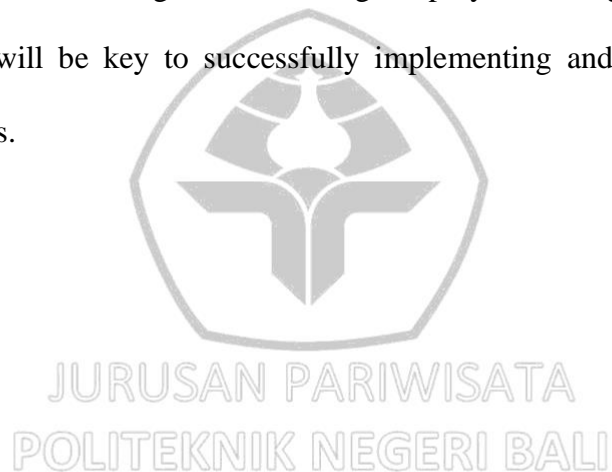 will be key to successfully implementing and
s.
JURUSAN PARIWISATA
POLITEKNIK NEGERI BALI